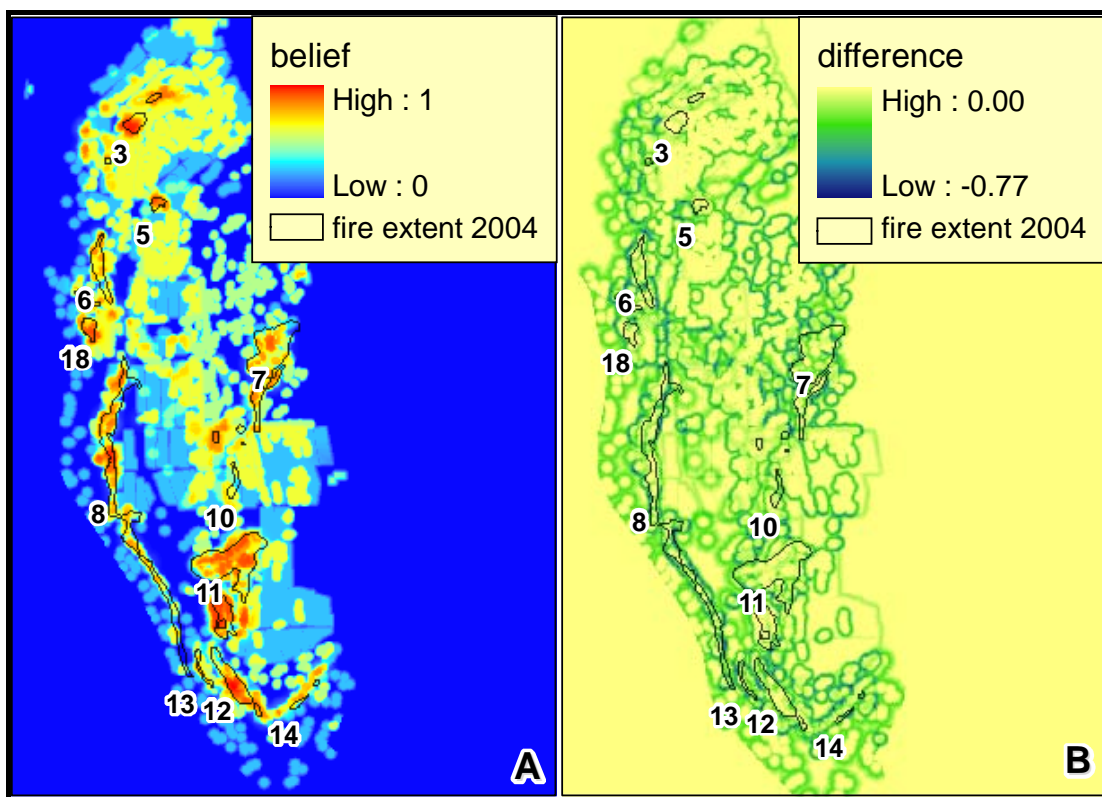 belief
High : 1
Low : 0
fire extent 2004
3
5
6
18
7
8
10
11
13
12
14
A
difference
High : 0.00
Low : -0.77
fire extent 2004
3
5
6
18
7
8
10
11
13
12
14
B